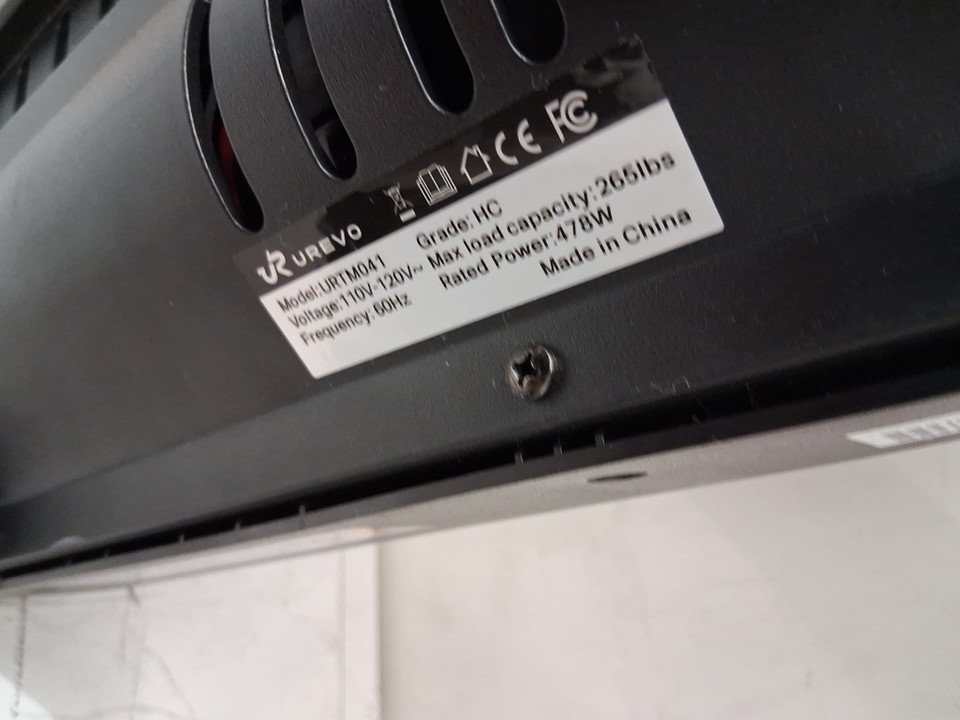 UREVO
CE FC
Model:URTM041
Voltage:110V-120V~
Frequency:60Hz
Grade: HC
Max load capacity:265lbs
Rated Power:478W
Made in China